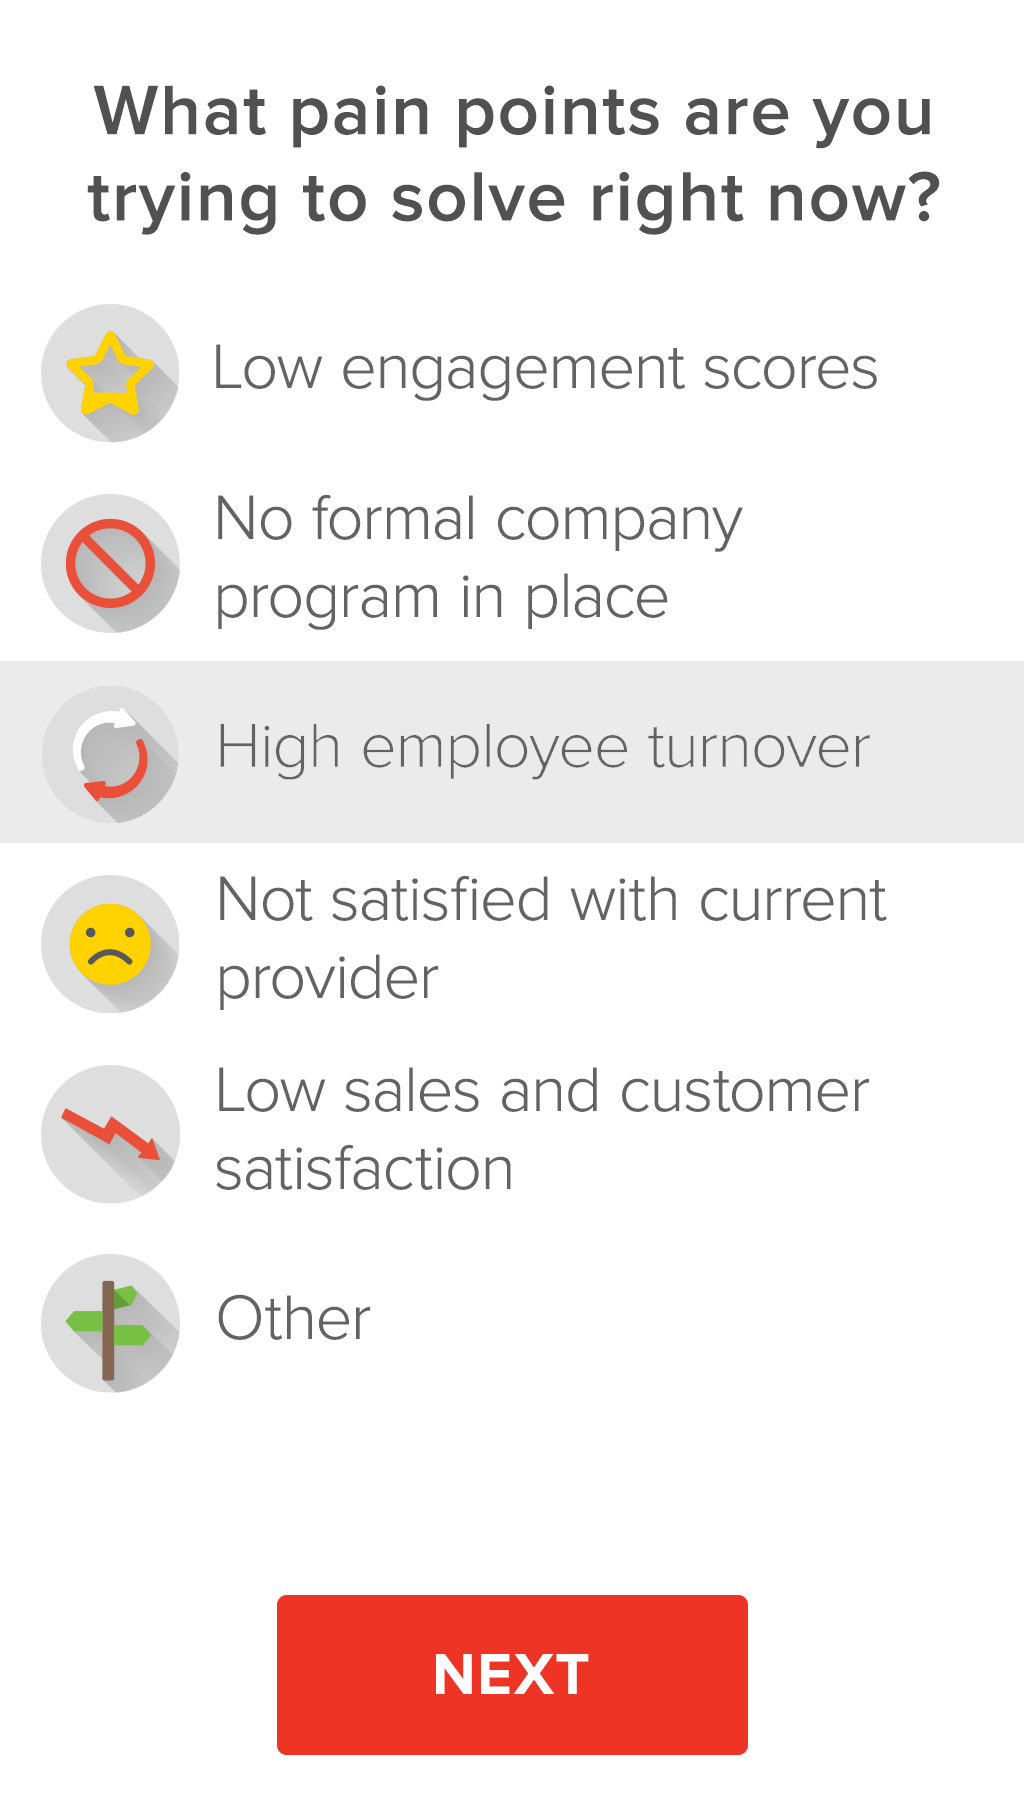 What pain points are you
trying to solve right now?
Low engagement scores
No formal company
program in place
High employee turnover
Not satisfied with current
provider
Low sales and customer
satisfaction
Other
NEXT